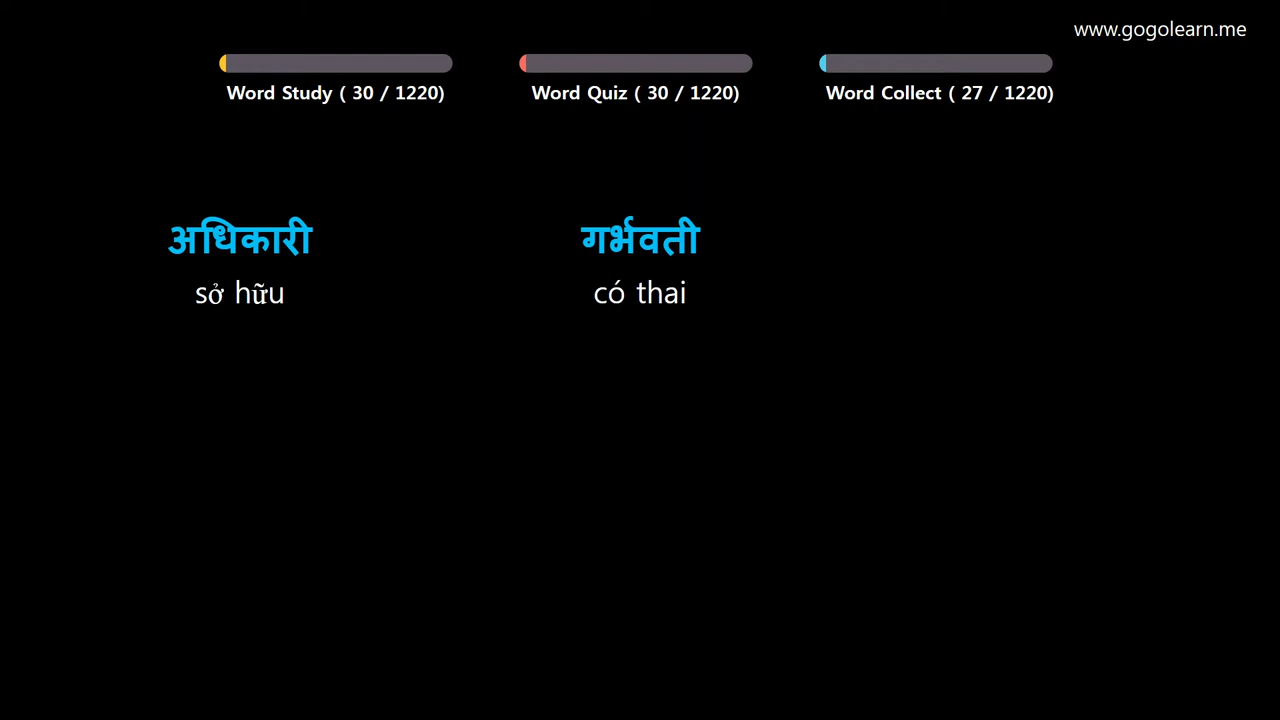 www.gogolearn.me
Word Study ( 30 / 1220)
Word Quiz ( 30 / 1220)
Word Collect ( 27 / 1220)
अधिकारी
sở hữu
गर्भवती
có thai